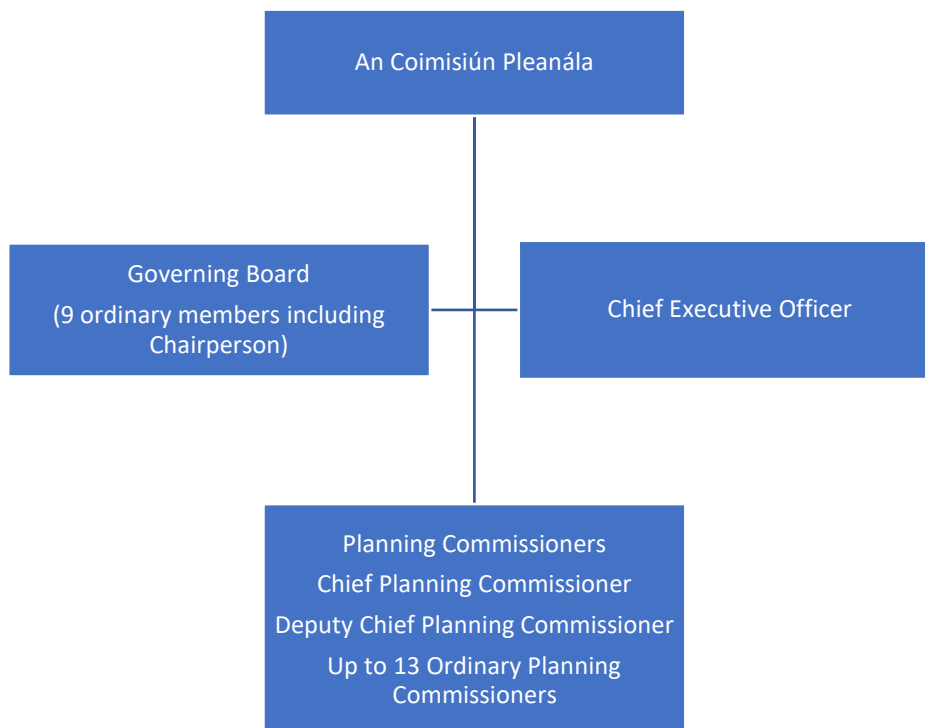 An Coimisiún Pleanála
Governing Board
(9 ordinary members including
Chairperson)
Chief Executive Officer
Planning Commissioners
Chief Planning Commissioner
Deputy Chief Planning Commissioner
Up to 13 Ordinary Planning
Commissioners